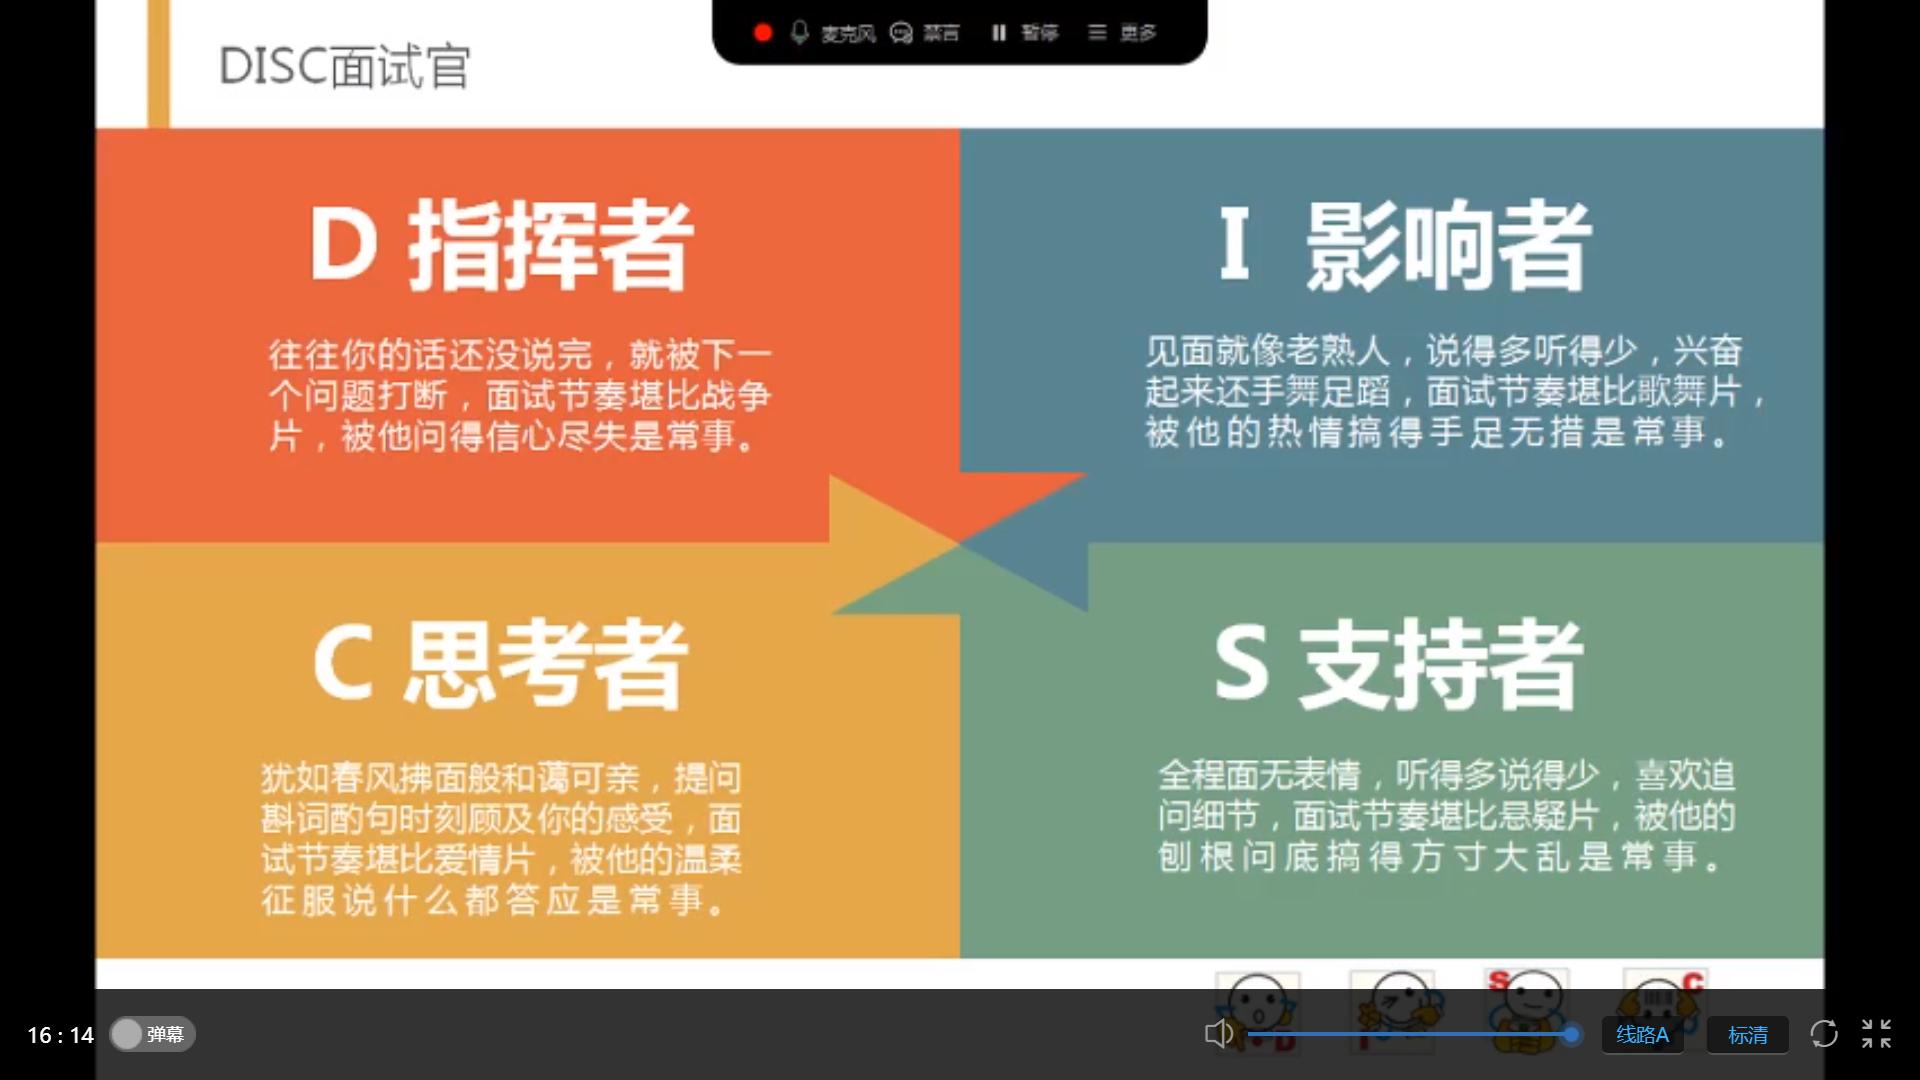 DISC面试官
麦克风 禁言 暂停 更多
D 指挥者
往往你的话还没说完，就被下一
个问题打断，面试节奏堪比战争
片，被他问得信心尽失是常事。
I 影响者
见面就像老熟人，说得多听得少，兴奋
起来还手舞足蹈，面试节奏堪比歌舞片，
被他的热情搞得手足无措是常事。
C 思考者
犹如春风拂面般和蔼可亲，提问
斟词酌句时刻顾及你的感受，面
试节奏堪比爱情片，被他的温柔
征服说什么都答应是常事。
S 支持者
全程面无表情，听得多说得少，喜欢追
问细节，面试节奏堪比悬疑片，被他的
刨根问底搞得方寸大乱是常事。
D I S C
16:14 弹幕 线路A 标清